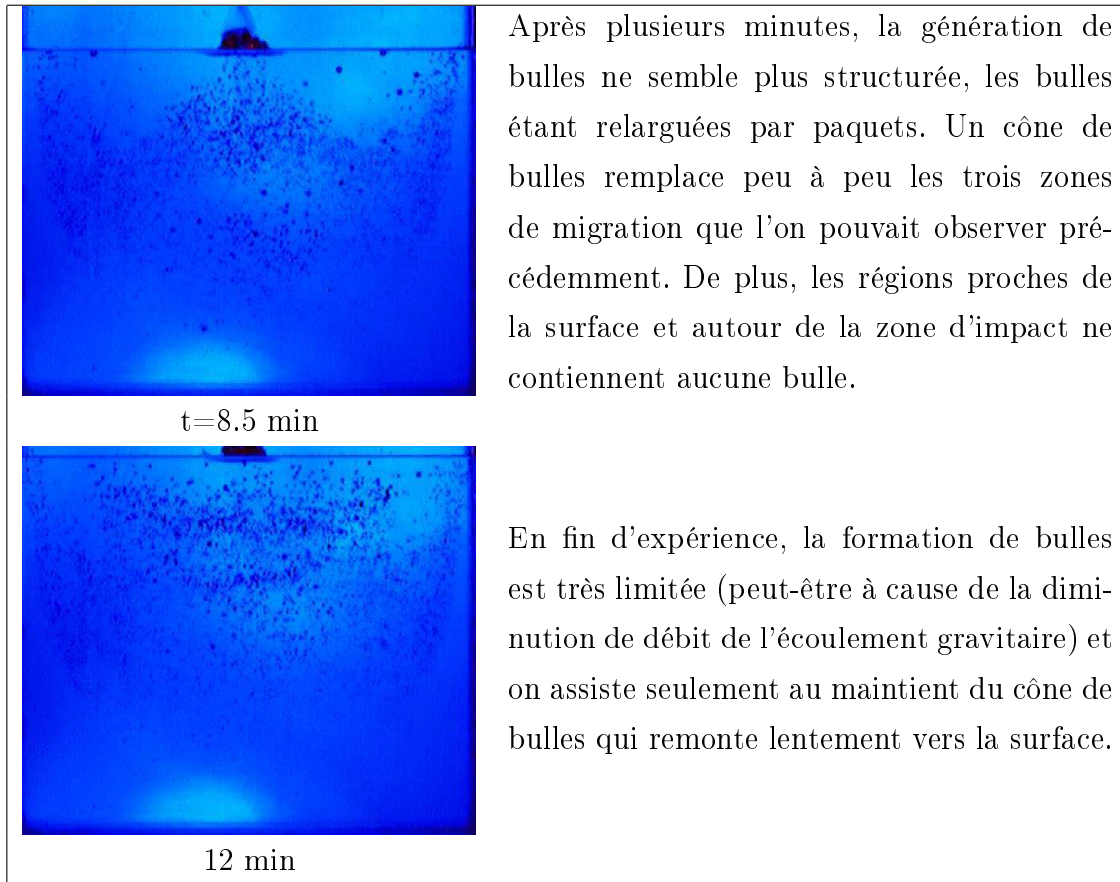 Après plusieurs minutes, la génération de
bulles ne semble plus structurée, les bulles
étant relarguées par paquets. Un cône de
bulles remplace peu à peu les trois zones
de migration que l'on pouvait observer pré-
cédemment. De plus, les régions proches de
la surface et autour de la zone d'impact ne
contiennent aucune bulle.
t=8.5 min
En fin d'expérience, la formation de bulles
est très limitée (peut-être à cause de la dimi-
nution de débit de l'écoulement gravitaire) et
on assiste seulement au maintient du cône de
bulles qui remonte lentement vers la surface.
12 min